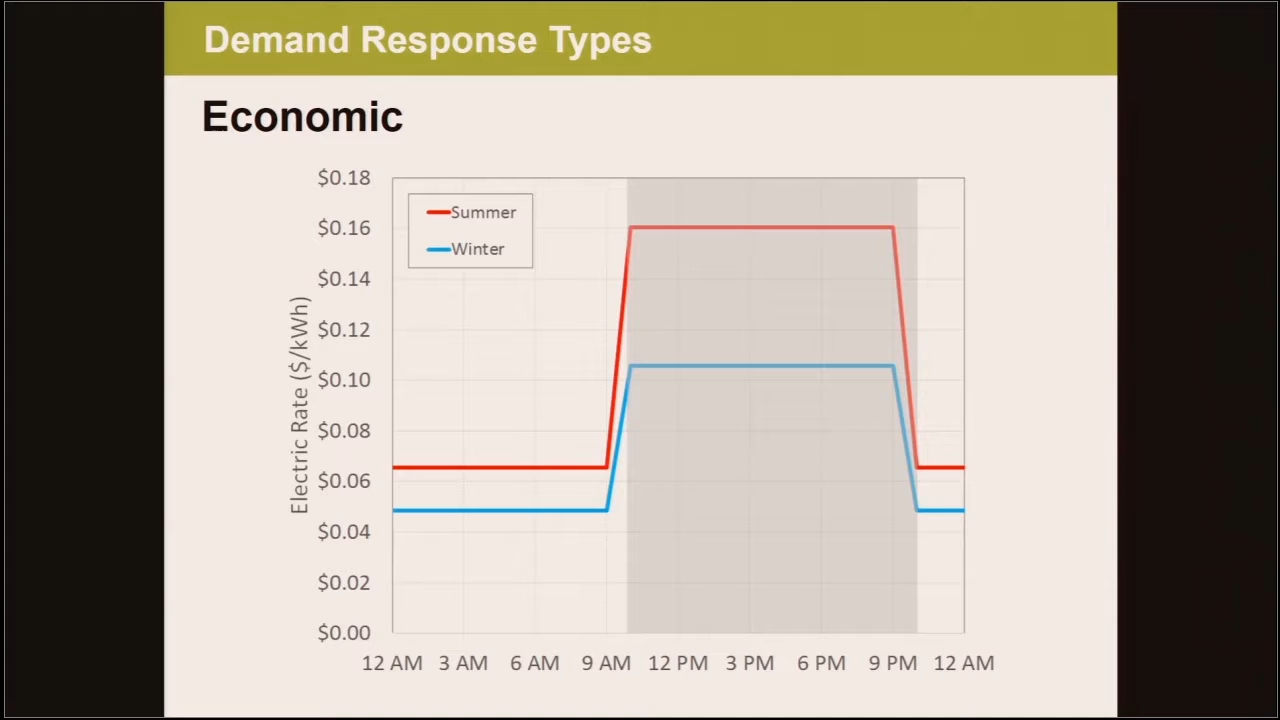 Demand Response Types
Economic
$0.18
$0.16
$0.14
$0.12
$0.10
$0.08
$0.06
$0.04
$0.02
$0.00
Electric Rate ($/kWh)
Summer
Winter
12 AM 3 AM 6 AM 9 AM 12 PM 3 PM 6 PM 9 PM 12 AM